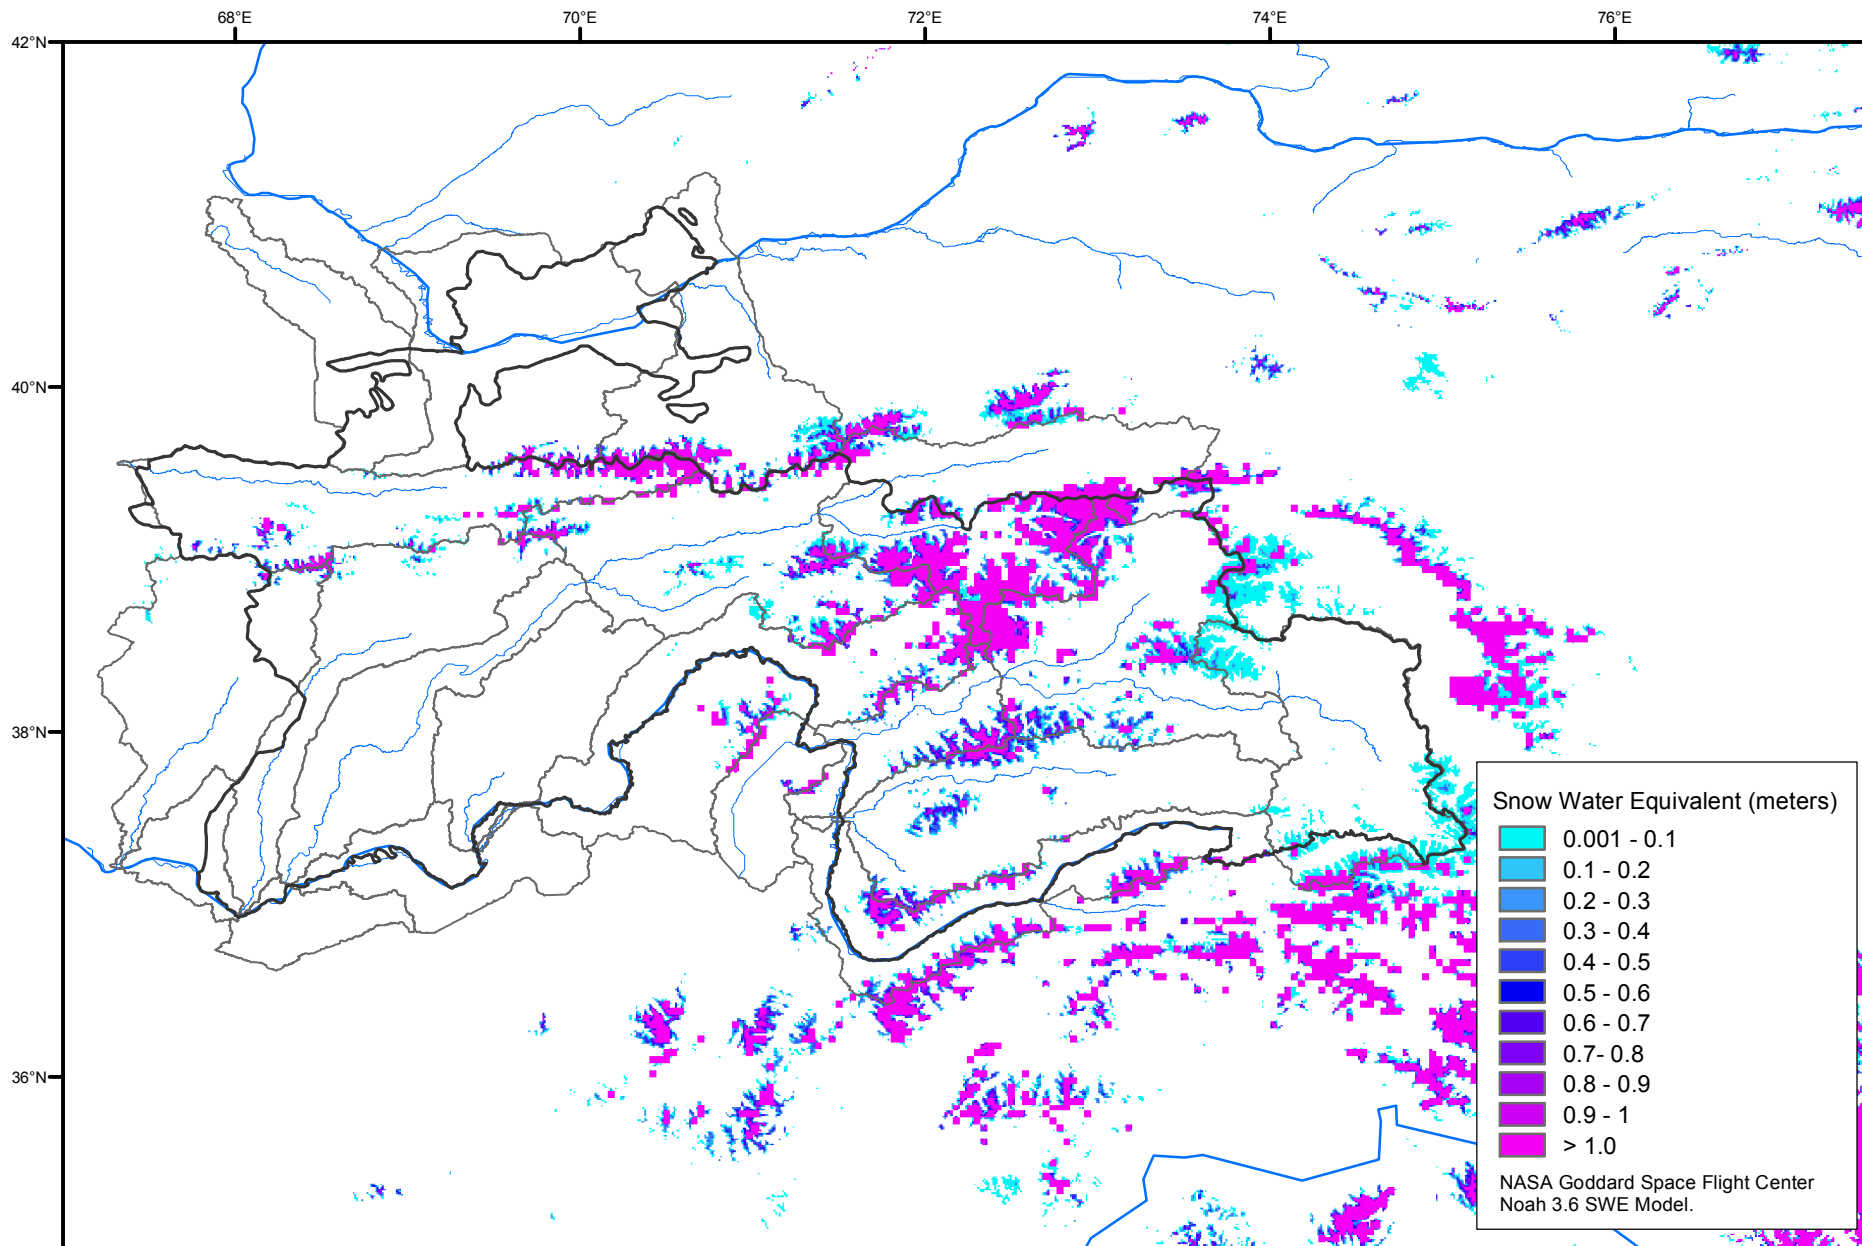 68°E
70°E
72°E
74°E
76°E
42°N
40°N
38°N
36°N
Snow Water Equivalent (meters)
0.001 - 0.1
0.1 - 0.2
0.2 - 0.3
0.3 - 0.4
0.4 - 0.5
0.5 - 0.6
0.6 - 0.7
0.7- 0.8
0.8 - 0.9
0.9 - 1
> 1.0
NASA Goddard Space Flight Center
Noah 3.6 SWE Model.